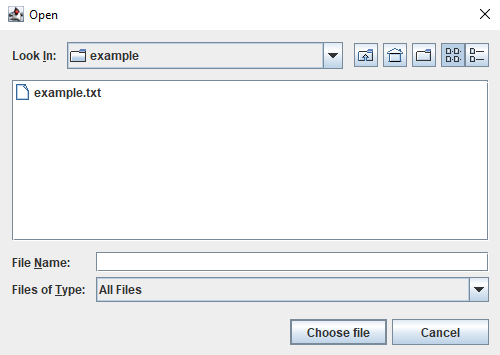 Open
Look In: example
example.txt
File Name:
Files of Type: All Files
Choose file Cancel